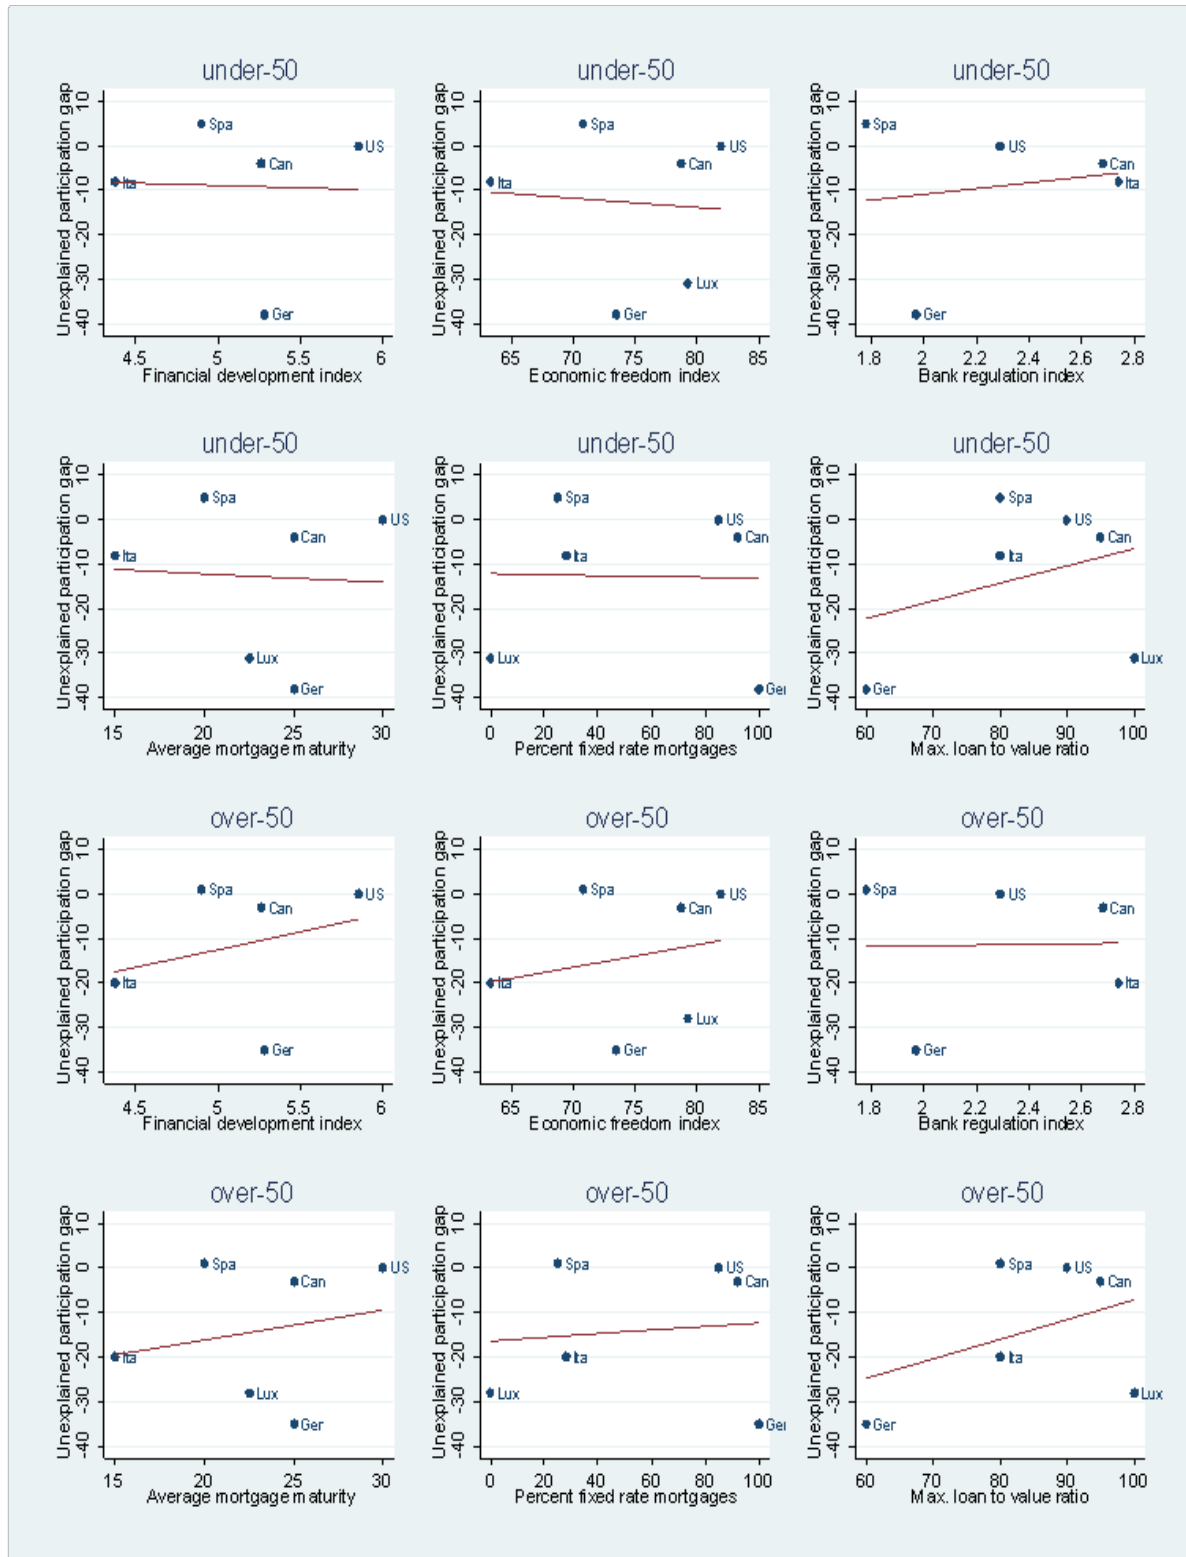 under-50 under-50 under-50
Unexplained participation gap Unexplained participation gap Unexplained participation gap
10 10 10
Spa Spa Spa
0 US 0 US 0 US
Can Can Can
-10 Ita -10 Ita -10 Ita
-20 -20 -20
-30 -30 Lux -30
Ger Ger Ger
-40 -40 -40
4.5 5 5.5 6 65 70 75 80 85 1.8 2 2.2 2.4 2.6 2.8
Financial development index Economic freedom index Bank regulation index
under-50 under-50 under-50
Unexplained participation gap Unexplained participation gap Unexplained participation gap
10 10 10
Spa Spa Spa
0 US 0 US 0 US
Can Can Can
-10 Ita -10 Ita -10 Ita
-20 -20 -20
-30 Lux -30 Lux -30 Lux
Ger Ger Ger
-40 -40 -40
15 20 25 30 0 20 40 60 80 100 60 70 80 90 100
Average mortgage maturity Percent fixed rate mortgages Max. loan to value ratio
over-50 over-50 over-50
Unexplained participation gap Unexplained participation gap Unexplained participation gap
10 10 10
Spa Spa Spa
0 US 0 US 0 US
Can Can Can
-10 -10 -10
-20 Ita -20 Ita -20 Ita
-30 -30 Lux -30
Ger Ger Ger
-40 -40 -40
4.5 5 5.5 6 65 70 75 80 85 1.8 2 2.2 2.4 2.6 2.8
Financial development index Economic freedom index Bank regulation index
over-50 over-50 over-50
Unexplained participation gap Unexplained participation gap Unexplained participation gap
10 10 10
Spa Spa Spa
0 US 0 US 0 US
Can Can Can
-10 -10 -10
-20 Ita -20 Ita -20 Ita
-30 Lux -30 Lux -30 Lux
Ger Ger Ger
-40 -40 -40
15 20 25 30 0 20 40 60 80 100 60 70 80 90 100
Average mortgage maturity Percent fixed rate mortgages Max. loan to value ratio